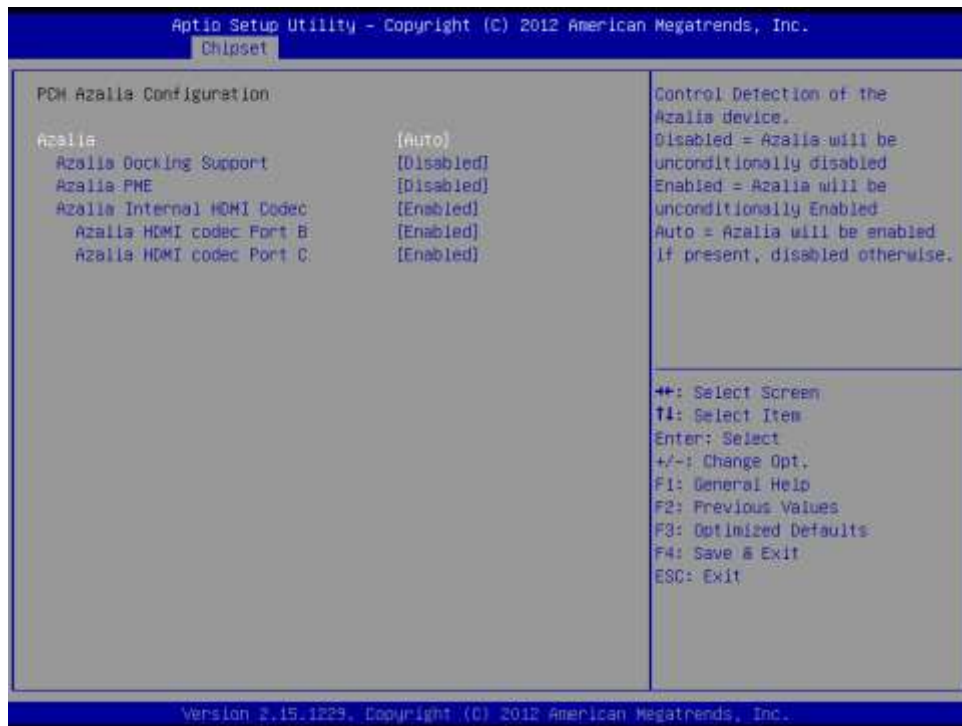 Aptio Setup Utility – Copyright (C) 2012 American Megatrends, Inc.
Chipset
PCH Azalia Configuration
Azalia [Auto]
Azalia Docking Support [Disabled]
Azalia PME [Disabled]
Azalia Internal HDMI Codec [Enabled]
Azalia HDMI codec Port B [Enabled]
Azalia HDMI codec Port C [Enabled]
Control Detection of the
Azalia device.
Disabled = Azalia will be
unconditionally disabled
Enabled = Azalia will be
unconditionally Enabled
Auto = Azalia will be enabled
if present, disabled otherwise.
→←: Select Screen
↑↓: Select Item
Enter: Select
+/-: Change Opt.
F1: General Help
F2: Previous Values
F3: Optimized Defaults
F4: Save & Exit
ESC: Exit
Version 2.15.1229. Copyright (C) 2012 American Megatrends, Inc.